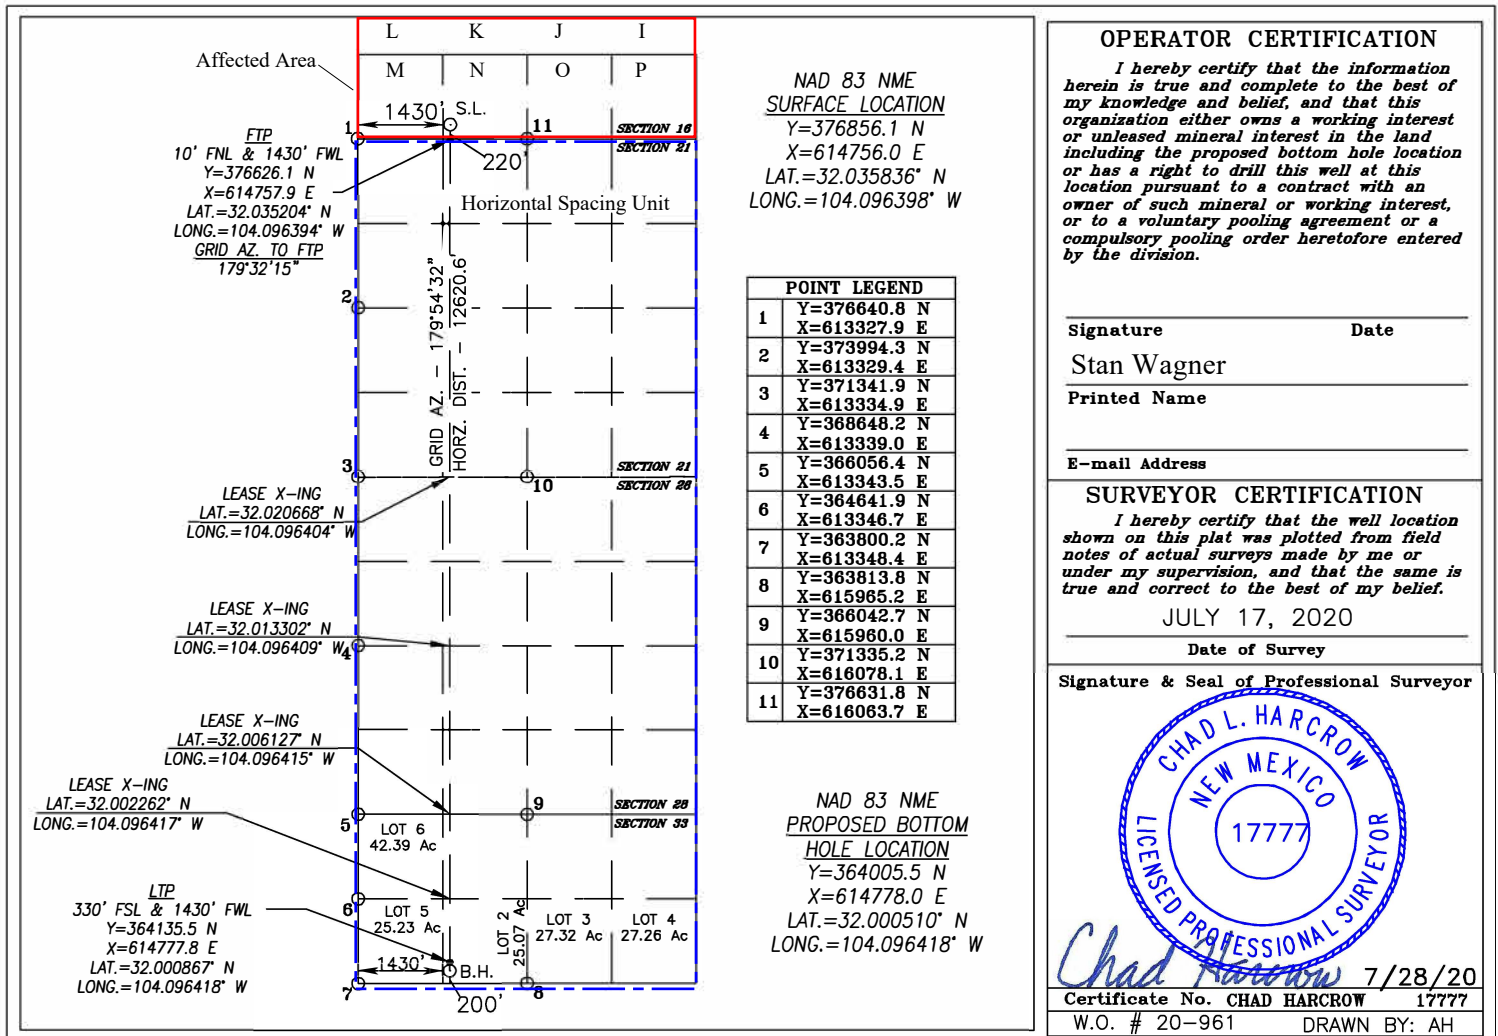 L K J I
Affected Area
M N O P
1430' S.L.
1
11
SECTION 16
SECTION 21
220'
FTP
10' FNL & 1430' FWL
Y=376626.1 N
X=614757.9 E
LAT.=32.035204° N
LONG.=104.096394° W
GRID AZ. TO FTP
179°32'15"
Horizontal Spacing Unit
2
GRID AZ. – 179°54'32"
HORZ. DIST. – 12620.6'
3
SECTION 21
SECTION 28
10
LEASE X-ING
LAT.=32.020668° N
LONG.=104.096404° W
LEASE X-ING
LAT.=32.013302° N
LONG.=104.096409° W
4
LEASE X-ING
LAT.=32.006127° N
LONG.=104.096415° W
LEASE X-ING
LAT.=32.002262° N
LONG.=104.096417° W
5
9
SECTION 28
SECTION 33
LOT 6
42.39 Ac
6
LOT 5
25.23 Ac
LOT 2
25.07 Ac
LOT 3
27.32 Ac
LOT 4
27.26 Ac
LTP
330' FSL & 1430' FWL
Y=364135.5 N
X=614777.8 E
LAT.=32.000867° N
LONG.=104.096418° W
1430' B.H.
7
8
200'
NAD 83 NME
SURFACE LOCATION
Y=376856.1 N
X=614756.0 E
LAT.=32.035836° N
LONG.=104.096398° W
POINT LEGEND
1 Y=376640.8 N
X=613327.9 E
2 Y=373994.3 N
X=613329.4 E
3 Y=371341.9 N
X=613334.9 E
4 Y=368648.2 N
X=613339.0 E
5 Y=366056.4 N
X=613343.5 E
6 Y=364641.9 N
X=613346.7 E
7 Y=363800.2 N
X=613348.4 E
8 Y=363813.8 N
X=615965.2 E
9 Y=366042.7 N
X=615960.0 E
10 Y=371335.2 N
X=616078.1 E
11 Y=376631.8 N
X=616063.7 E
NAD 83 NME
PROPOSED BOTTOM
HOLE LOCATION
Y=364005.5 N
X=614778.0 E
LAT.=32.000510° N
LONG.=104.096418° W
OPERATOR CERTIFICATION
I hereby certify that the information
herein is true and complete to the best of
my knowledge and belief, and that this
organization either owns a working interest
or unleased mineral interest in the land
including the proposed bottom hole location
or has a right to drill this well at this
location pursuant to a contract with an
owner of such mineral or working interest,
or to a voluntary pooling agreement or a
compulsory pooling order heretofore entered
by the division.
Signature Date
Stan Wagner
Printed Name
E-mail Address
SURVEYOR CERTIFICATION
I hereby certify that the well location
shown on this plat was plotted from field
notes of actual surveys made by me or
under my supervision, and that the same is
true and correct to the best of my belief.
JULY 17, 2020
Date of Survey
Signature & Seal of Professional Surveyor
CHAD L. HARCROW
NEW MEXICO
17777
LICENSED PROFESSIONAL SURVEYOR
Chad Harcrow 7/28/20
Certificate No. CHAD HARCROW 17777
W.O. # 20-961 DRAWN BY: AH